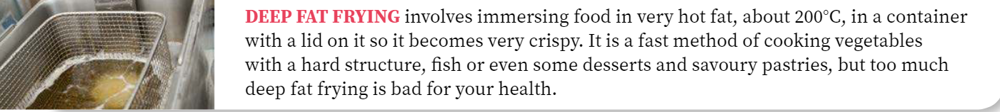 DEEP FAT FRYING involves immersing food in very hot fat, about 200°C, in a container
with a lid on it so it becomes very crispy. It is a fast method of cooking vegetables
with a hard structure, fish or even some desserts and savoury pastries, but too much
deep fat frying is bad for your health.